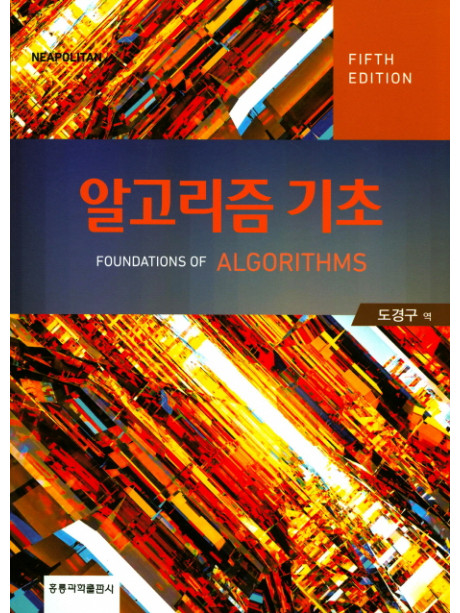 NEAPOLITAN
FIFTH
EDITION
알고리즘 기초
FOUNDATIONS OF ALGORITHMS
도경구 역
홍릉과학출판사